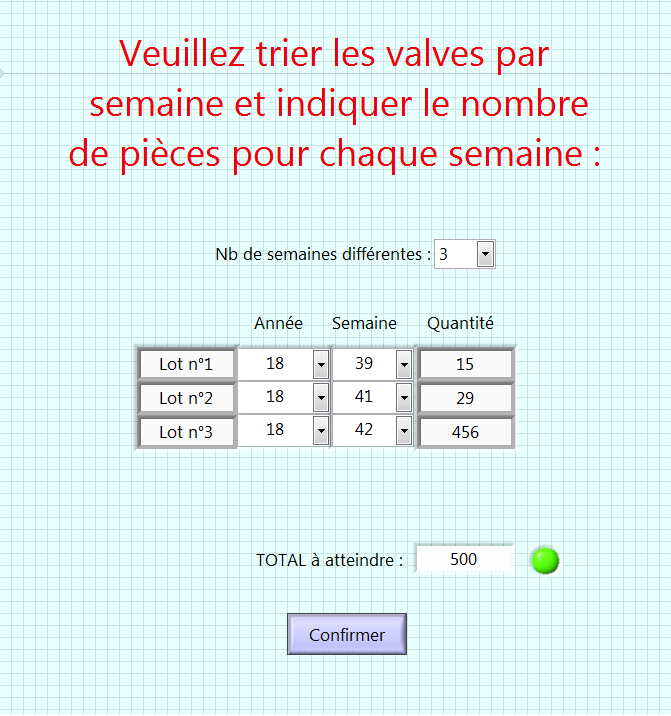 Veuillez trier les valves par
semaine et indiquer le nombre
de pièces pour chaque semaine :
Nb de semaines différentes : 3
Année Semaine Quantité
Lot n°1 18 39 15
Lot n°2 18 41 29
Lot n°3 18 42 456
TOTAL à atteindre : 500
Confirmer